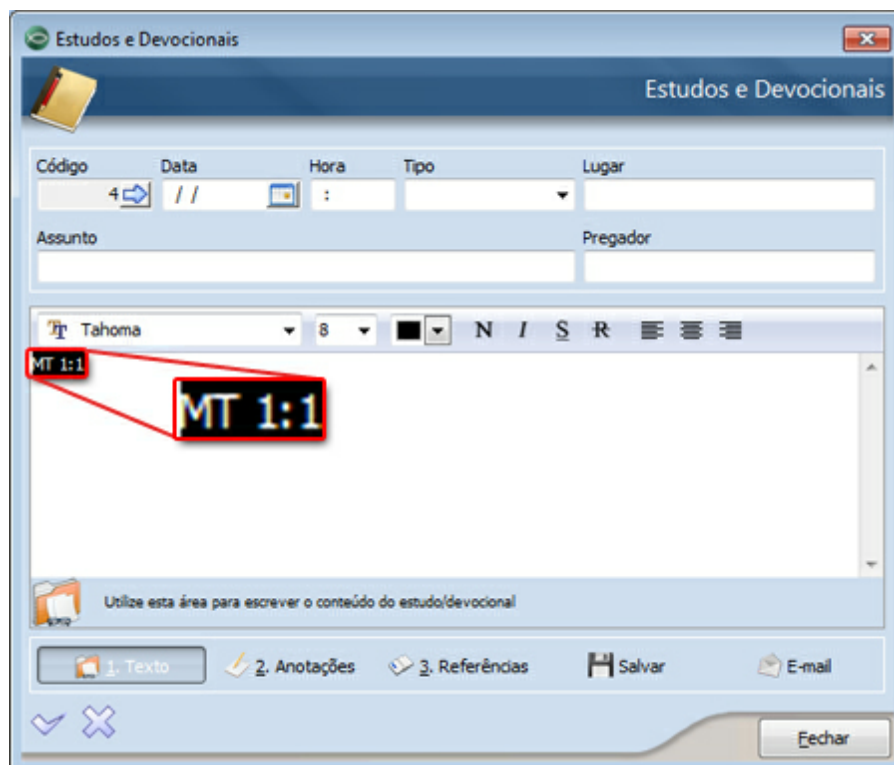 Estudos e Devocionais
Estudos e Devocionais
Código Data Hora Tipo Lugar
4 / / :
Assunto Pregador
Tahoma 8 N I S R
MT 1:1
MT 1:1
Utilize esta área para escrever o conteúdo do estudo/devocional
1. Texto 2. Anotações 3. Referências Salvar E-mail
Fechar